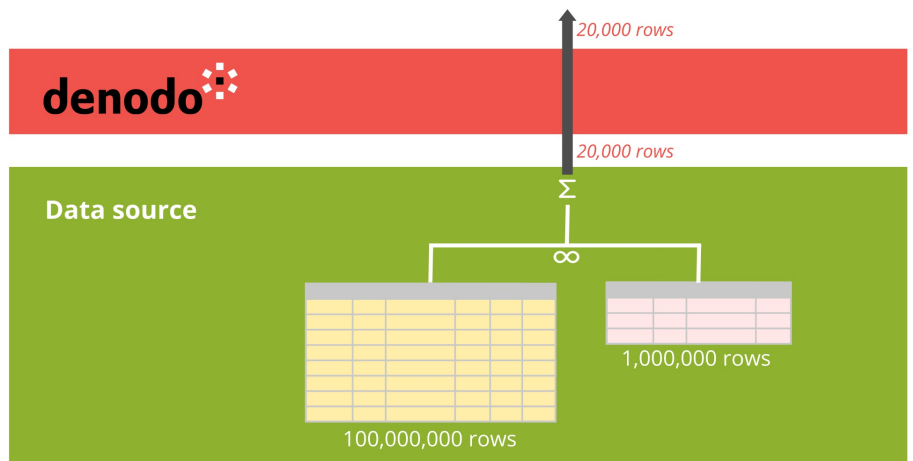 20,000 rows
denodo
20,000 rows
Σ
Data source
∞
1,000,000 rows
100,000,000 rows